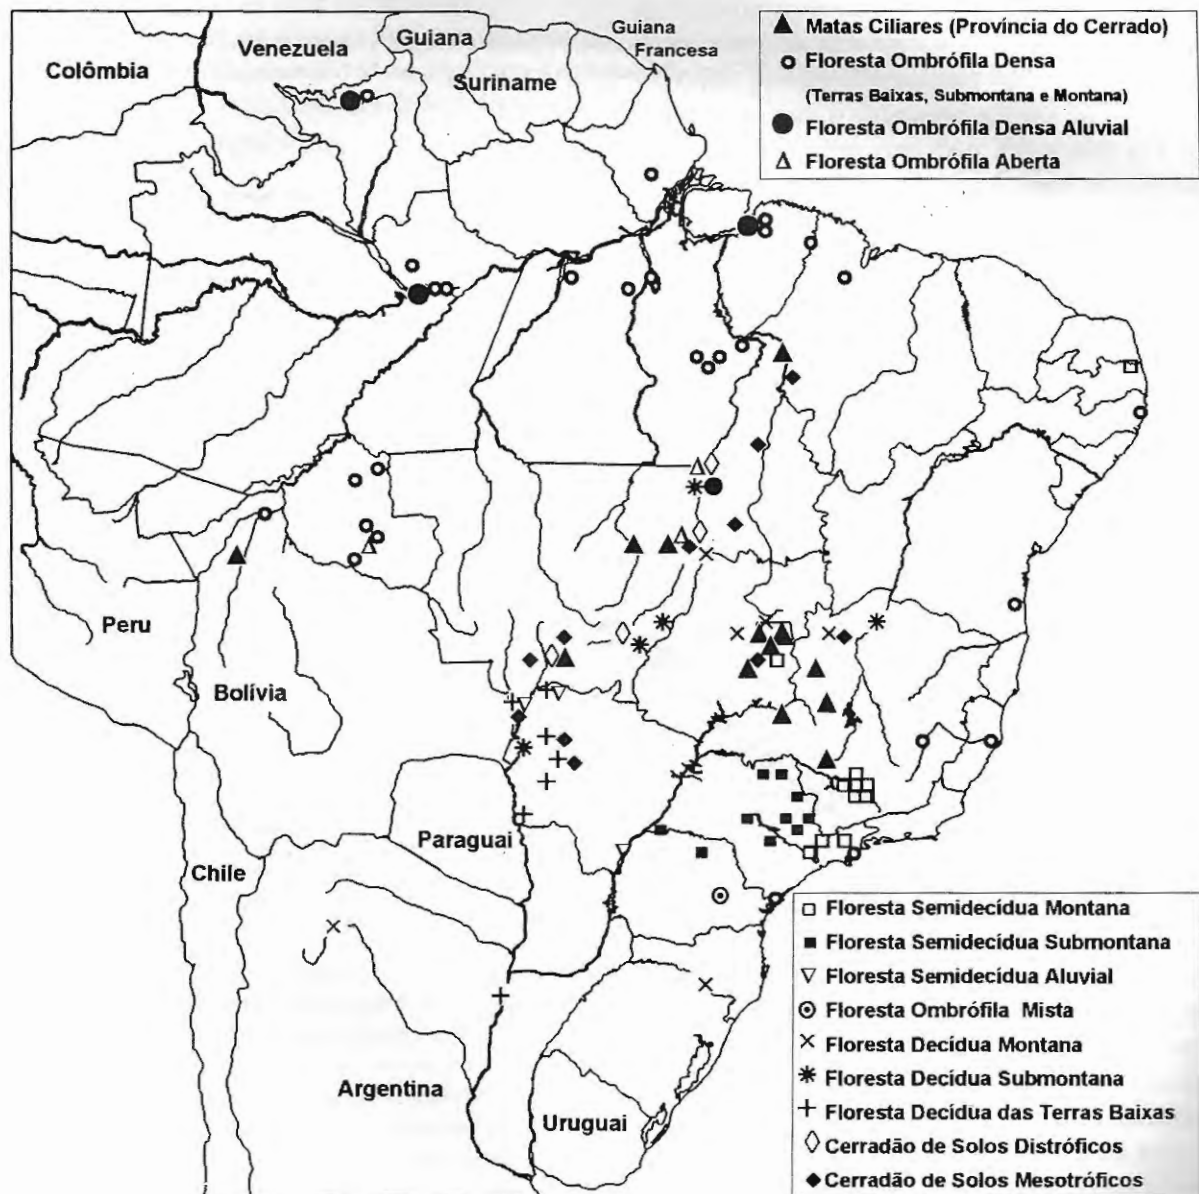 Colômbia
Venezuela
Guiana
Guiana
Francesa
Suriname
Matas Ciliares (Província do Cerrado)
Floresta Ombrófila Densa
(Terras Baixas, Submontana e Montana)
Floresta Ombrófila Densa Aluvial
Floresta Ombrófila Aberta
Peru
Bolívia
Paraguai
Chile
Argentina
Uruguai
Floresta Semidecídua Montana
Floresta Semidecídua Submontana
Floresta Semidecídua Aluvial
Floresta Ombrófila Mista
Floresta Decídua Montana
Floresta Decídua Submontana
Floresta Decídua das Terras Baixas
Cerradão de Solos Distróficos
Cerradão de Solos Mesotróficos